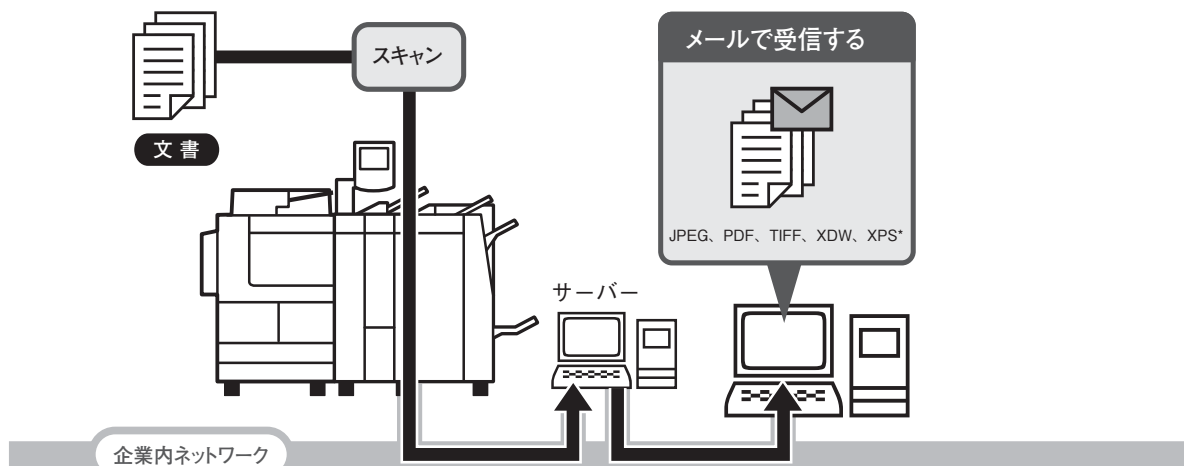 スキャン
文書
メールで受信する
JPEG、PDF、TIFF、XDW、XPS*
サーバー
企業内ネットワーク